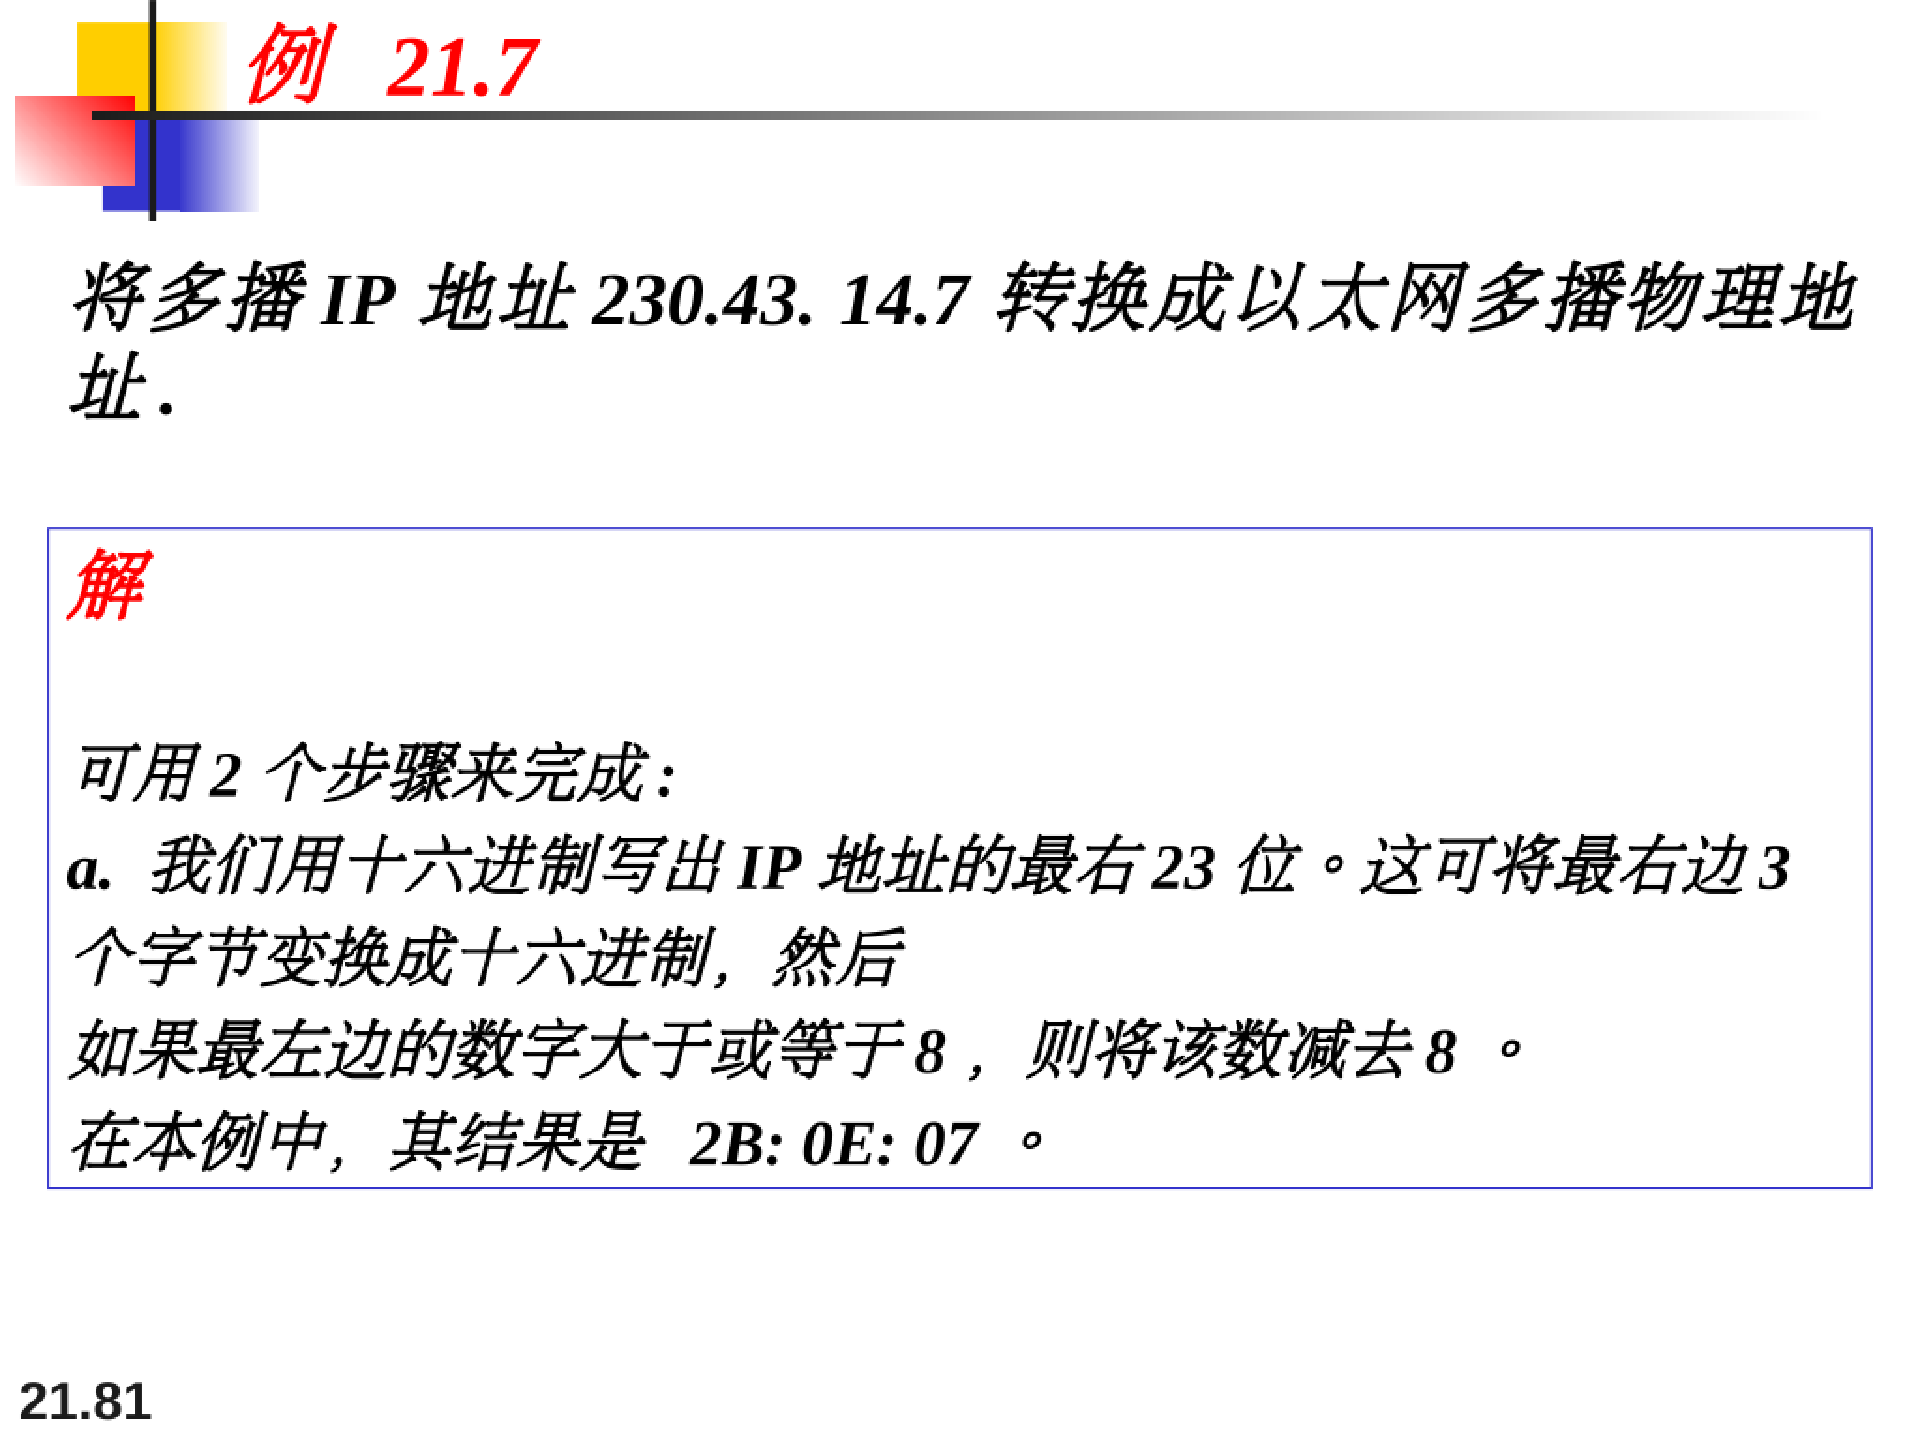 例 21.7
将多播 IP 地址 230.43. 14.7 转换成以太网多播物理地
址 .
解
可用 2 个步骤来完成 :
a. 我们用十六进制写出 IP 地址的最右 23 位。这可将最右边 3
个字节变换成十六进制，然后
如果最左边的数字大于或等于 8 ，则将该数减去 8 。
在本例中，其结果是 2B: 0E: 07 。
21.81